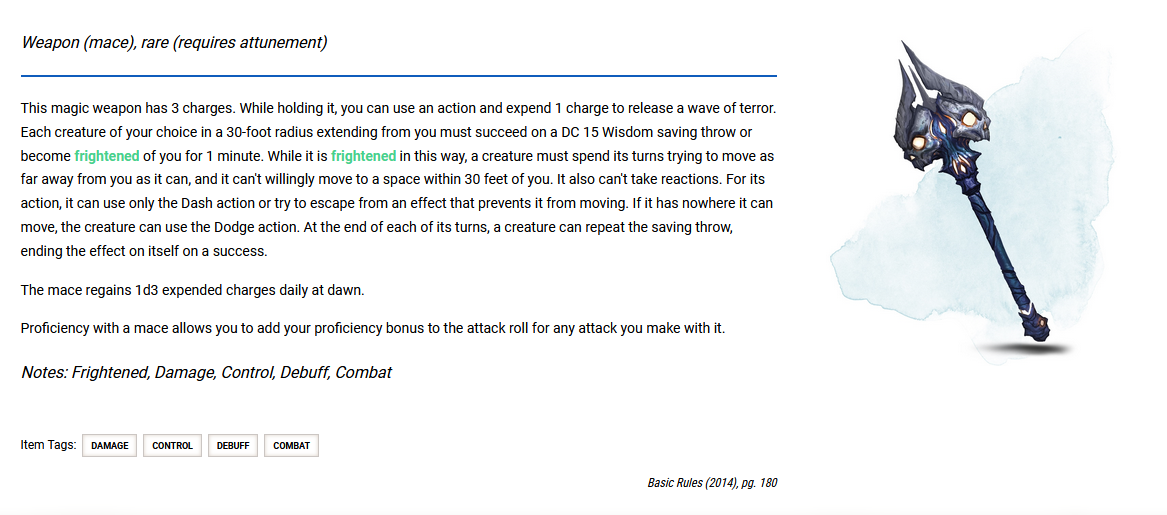 Weapon (mace), rare (requires attunement)
This magic weapon has 3 charges. While holding it, you can use an action and expend 1 charge to release a wave of terror.
Each creature of your choice in a 30-foot radius extending from you must succeed on a DC 15 Wisdom saving throw or
become frightened of you for 1 minute. While it is frightened in this way, a creature must spend its turns trying to move as
far away from you as it can, and it can't willingly move to a space within 30 feet of you. It also can't take reactions. For its
action, it can use only the Dash action or try to escape from an effect that prevents it from moving. If it has nowhere it can
move, the creature can use the Dodge action. At the end of each of its turns, a creature can repeat the saving throw,
ending the effect on itself on a success.
The mace regains 1d3 expended charges daily at dawn.
Proficiency with a mace allows you to add your proficiency bonus to the attack roll for any attack you make with it.
Notes: Frightened, Damage, Control, Debuff, Combat
Item Tags: DAMAGE CONTROL DEBUFF COMBAT
Basic Rules (2014), pg. 180